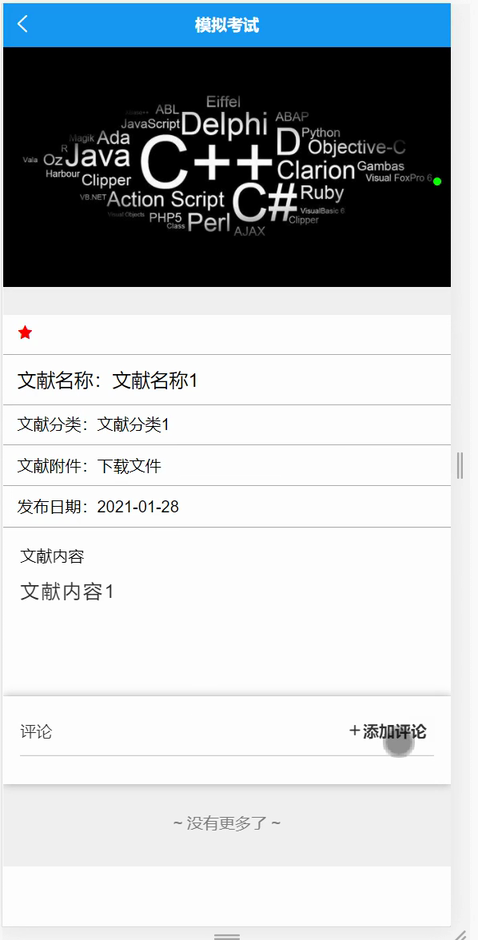 模拟考试
Eiffel
ABL
JavaScript
Delphi
ABAP
Magik
Ada
Python
R
C++
D
Objective-C
Vala
Oz
Java
Clarion
Gambas
Harbour
Clipper
Visual FoxPro 6
VB.NET
Action Script
C#
Ruby
Visual Objects
PHP5
Perl
VisualBasic 6
Class
Clipper
AJAX
文献名称：文献名称1
文献分类：文献分类1
文献附件：下载文件
发布日期：2021-01-28
文献内容
文献内容1
评论
+添加评论
~ 没有更多了 ~